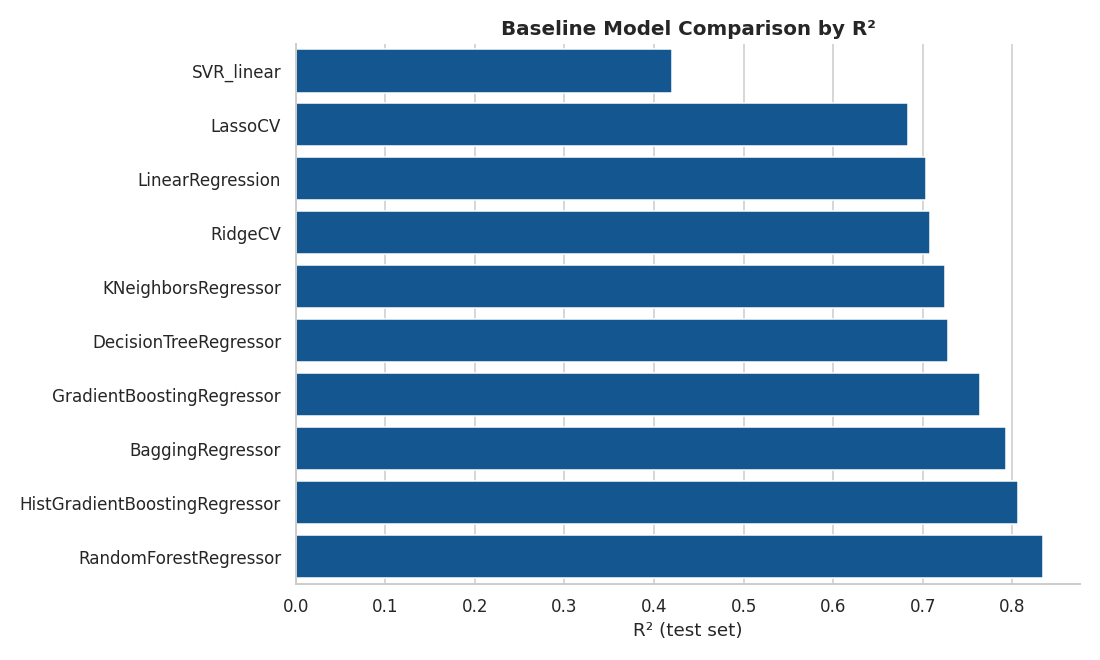 Baseline Model Comparison by R²
SVR_linear
LassoCV
LinearRegression
RidgeCV
KNeighborsRegressor
DecisionTreeRegressor
GradientBoostingRegressor
BaggingRegressor
HistGradientBoostingRegressor
RandomForestRegressor
0.0 0.1 0.2 0.3 0.4 0.5 0.6 0.7 0.8
R² (test set)